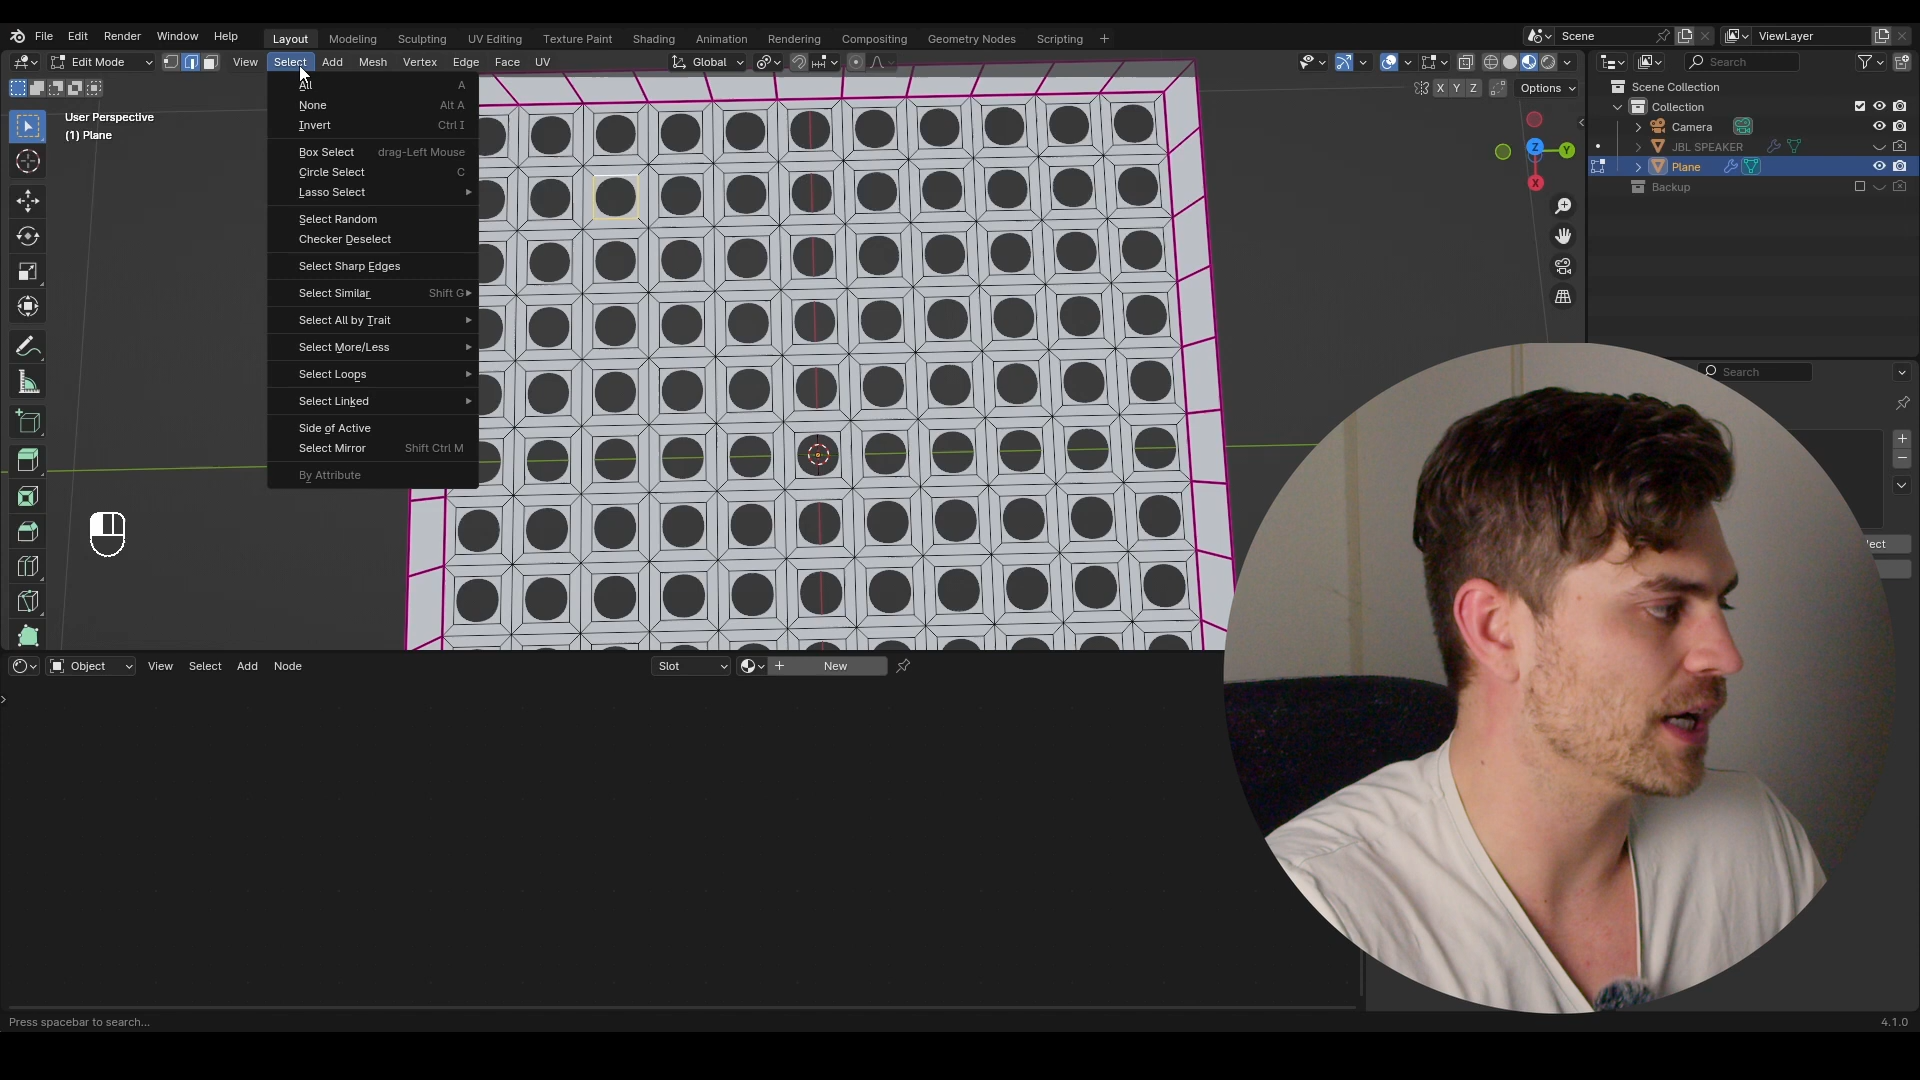 File Edit Render Window Help
Layout Modeling Sculpting UV Editing Texture Paint Shading Animation Rendering Compositing Geometry Nodes Scripting +
Scene
ViewLayer
Edit Mode
View Select Add Mesh Vertex Edge Face UV
Global
Search
X Y Z
Options
User Perspective
(1) Plane
All A
None Alt A
Invert Ctrl I
Box Select drag-Left Mouse
Circle Select C
Lasso Select
Select Random
Checker Deselect
Select Sharp Edges
Select Similar Shift G
Select All by Trait
Select More/Less
Select Loops
Select Linked
Side of Active
Select Mirror Shift Ctrl M
By Attribute
Z
Y
X
Scene Collection
Collection
Camera
JBL SPEAKER
Plane
Backup
Search
ect
Object
View Select Add Node
Slot
New
Press spacebar to search...
4.1.0